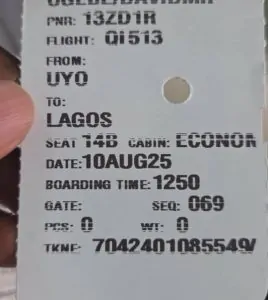 PNR: 13ZD1R
FLIGHT: QI513
FROM:
UYO
TO:
LAGOS
SEAT 14B CABIN: ECONOM
DATE: 10AUG25
BOARDING TIME: 1250
GATE: SEQ: 069
PCS: 0 WT: 0
TKNE: 7042401085549/